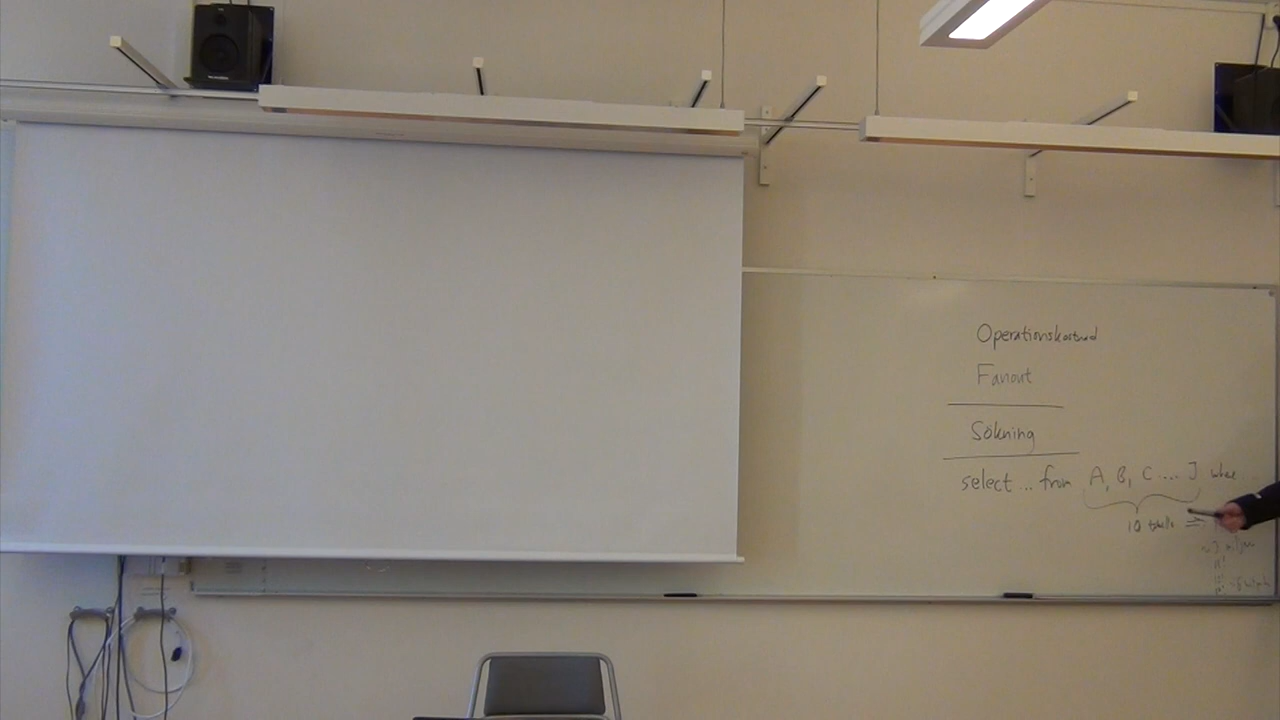 Operationskostnad
Fanout
Sökning
select ... from A, B, C .... J where
10 tabeller =>